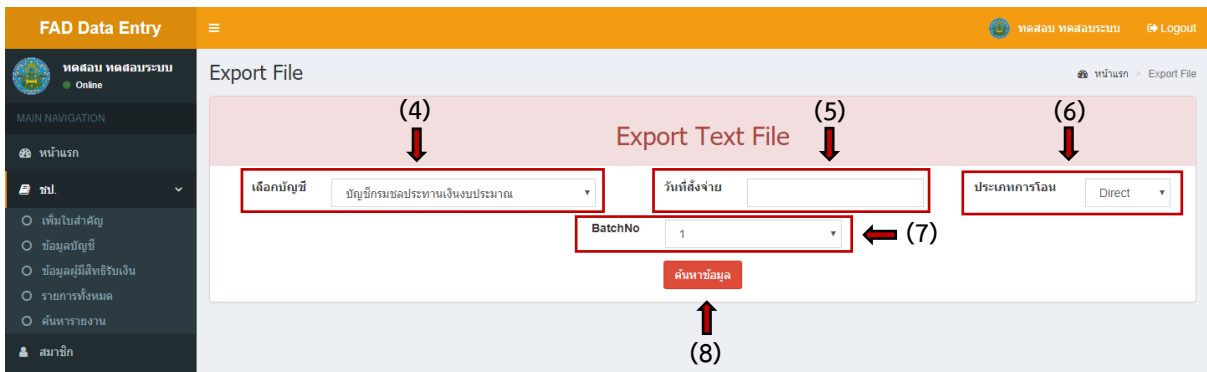 FAD Data Entry
ทดสอบ ทดสอบระบบ
Logout
ทดสอบ ทดสอบระบบ
Online
Export File
หน้าแรก > Export File
MAIN NAVIGATION
หน้าแรก
ชป.
เพิ่มใบสำคัญ
ข้อมูลบัญชี
ข้อมูลผู้มีสิทธิรับเงิน
รายการทั้งหมด
ค้นหารายงาน
สมาชิก
(4)
(5)
(6)
Export Text File
เลือกบัญชี
บัญชีกรมชลประทานเงินงบประมาณ
วันที่สั่งจ่าย
ประเภทการโอน
Direct
BatchNo
1
(7)
ค้นหาข้อมูล
(8)